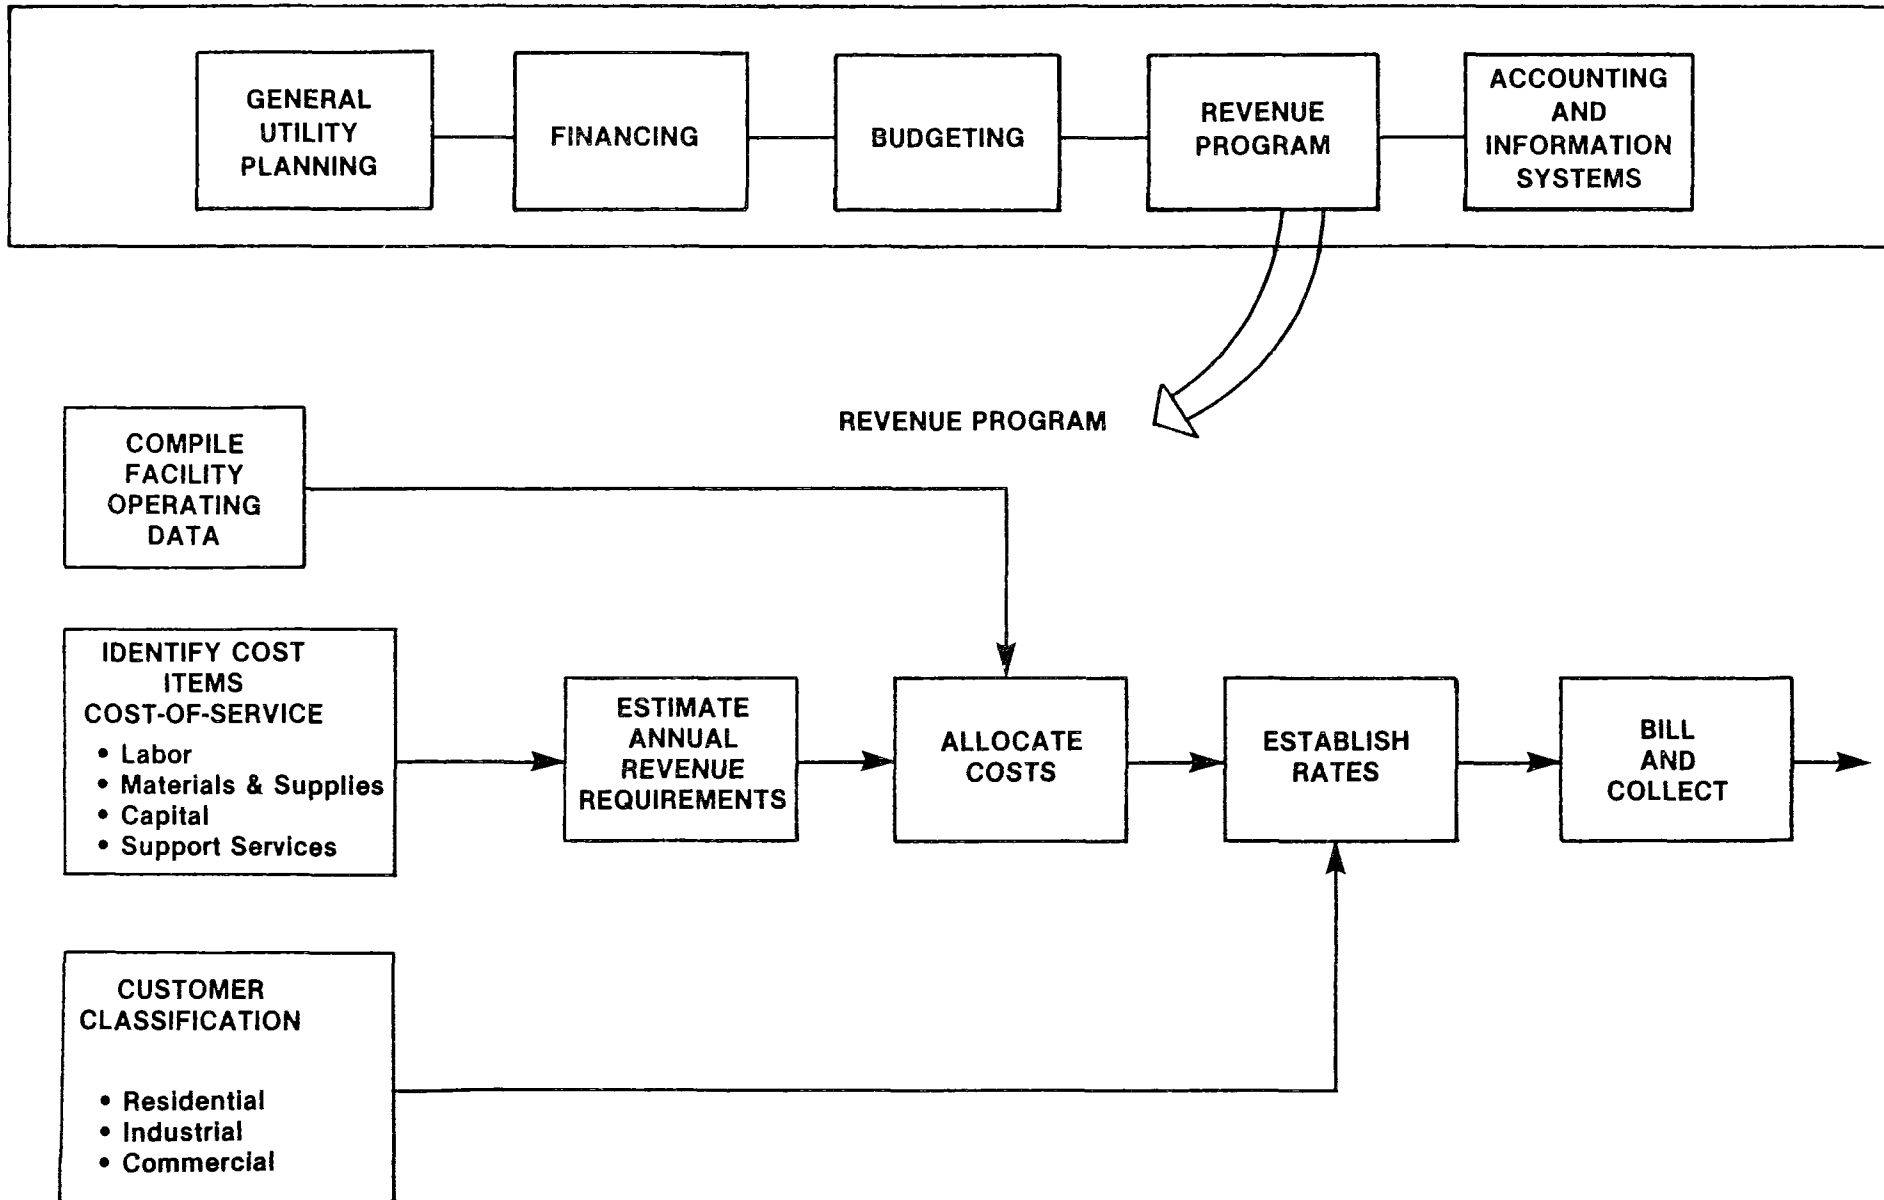 GENERAL
UTILITY
PLANNING
FINANCING
BUDGETING
REVENUE
PROGRAM
ACCOUNTING
AND
INFORMATION
SYSTEMS
REVENUE PROGRAM
COMPILE
FACILITY
OPERATING
DATA
IDENTIFY COST
ITEMS
COST-OF-SERVICE
• Labor
• Materials & Supplies
• Capital
• Support Services
ESTIMATE
ANNUAL
REVENUE
REQUIREMENTS
ALLOCATE
COSTS
ESTABLISH
RATES
BILL
AND
COLLECT
CUSTOMER
CLASSIFICATION
• Residential
• Industrial
• Commercial